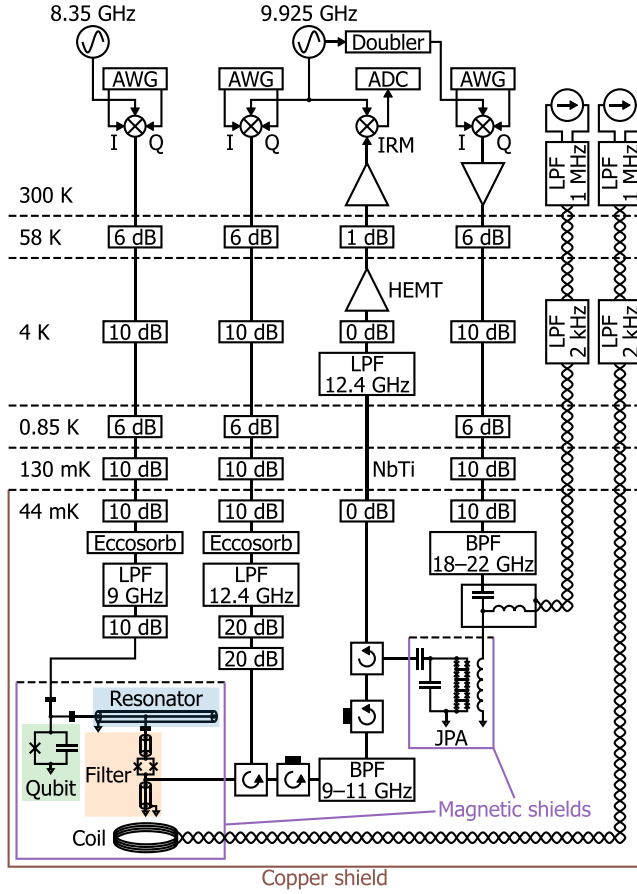 8.35 GHz
9.925 GHz
Doubler
AWG
AWG
ADC
AWG
I
Q
I
Q
IRM
I
Q
LPF
1 MHz
LPF
1 MHz
300 K
58 K
6 dB
6 dB
1 dB
6 dB
HEMT
4 K
10 dB
10 dB
0 dB
10 dB
LPF
2 kHz
LPF
2 kHz
LPF
12.4 GHz
0.85 K
6 dB
6 dB
6 dB
130 mK
10 dB
10 dB
NbTi
10 dB
44 mK
10 dB
10 dB
0 dB
10 dB
Eccosorb
Eccosorb
BPF
18–22 GHz
LPF
9 GHz
LPF
12.4 GHz
10 dB
20 dB
20 dB
Resonator
JPA
Qubit
Filter
BPF
9–11 GHz
Magnetic shields
Coil
Copper shield